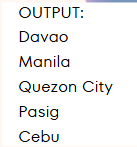 OUTPUT:
Davao
Manila
Quezon City
Pasig
Cebu